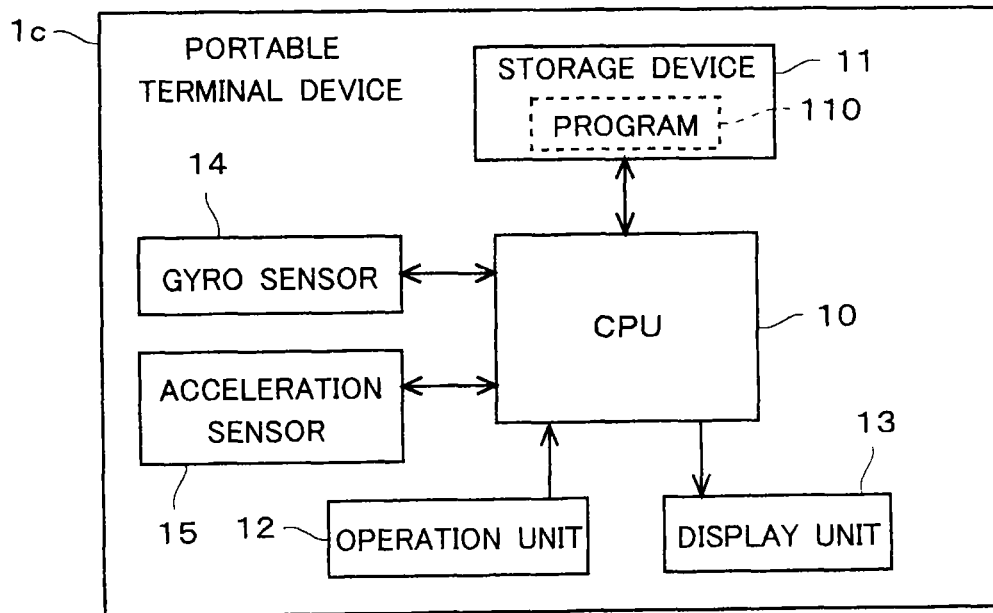 1c
PORTABLE
TERMINAL DEVICE
STORAGE DEVICE
11
PROGRAM
110
14
GYRO SENSOR
CPU
10
ACCELERATION
SENSOR
15
12
OPERATION UNIT
13
DISPLAY UNIT